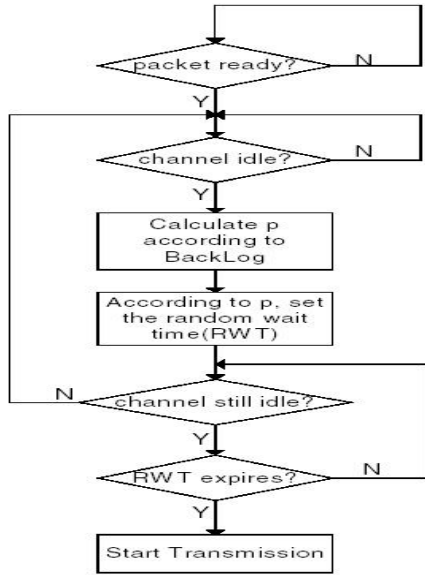 packet ready?
N
Y
channel idle?
N
Y
Calculate p
according to
BackLog
According to p, set
the random wait
time(RWT)
N
channel still idle?
Y
RWT expires?
N
Y
Start Transmission